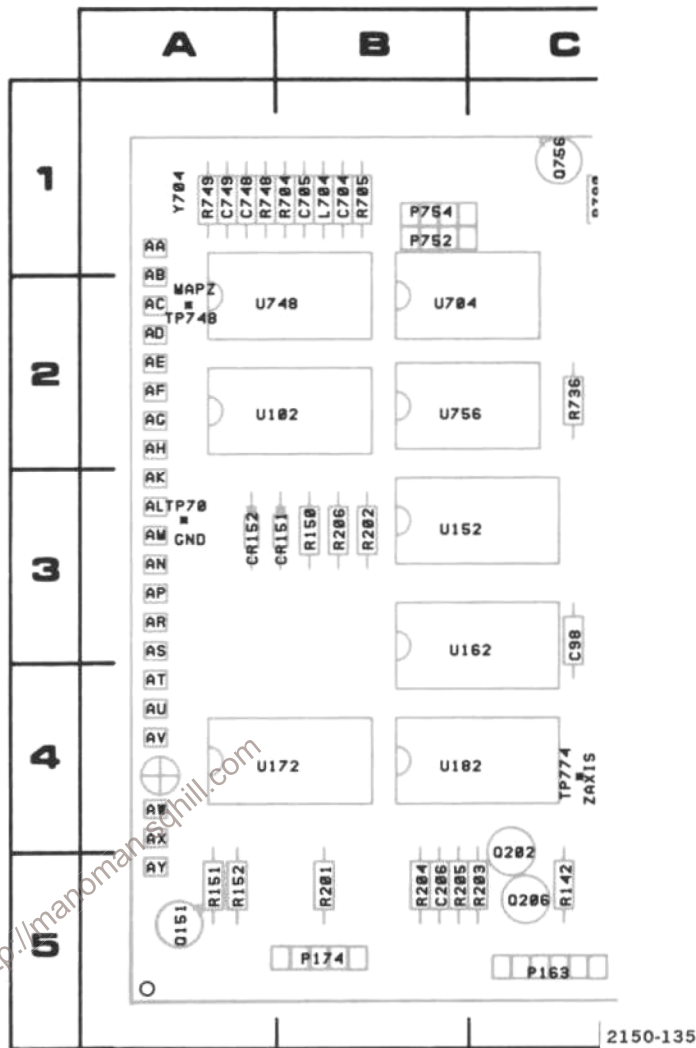 A B C
1
Q756
Y704
R749
C749
C748
R748
R704
C705
L704
C704
R705
P754
P752
AA
AB
MAPZ
AC
TP748
U748
U704
AD
2
AE
AF
R736
AG
U102
U756
AH
AK
AL
TP70
AM
GND
CR152
CR151
R150
R206
R202
U152
AN
3
AP
AR
AS
U162
C98
AT
AU
AV
4
U172
U182
TP774
ZAXIS
AW
AX
Q202
AY
R151
R152
R201
R204
C206
R205
R203
R142
Q206
Q151
5
P174
P163
://manoman.sqhill.com
2150-135